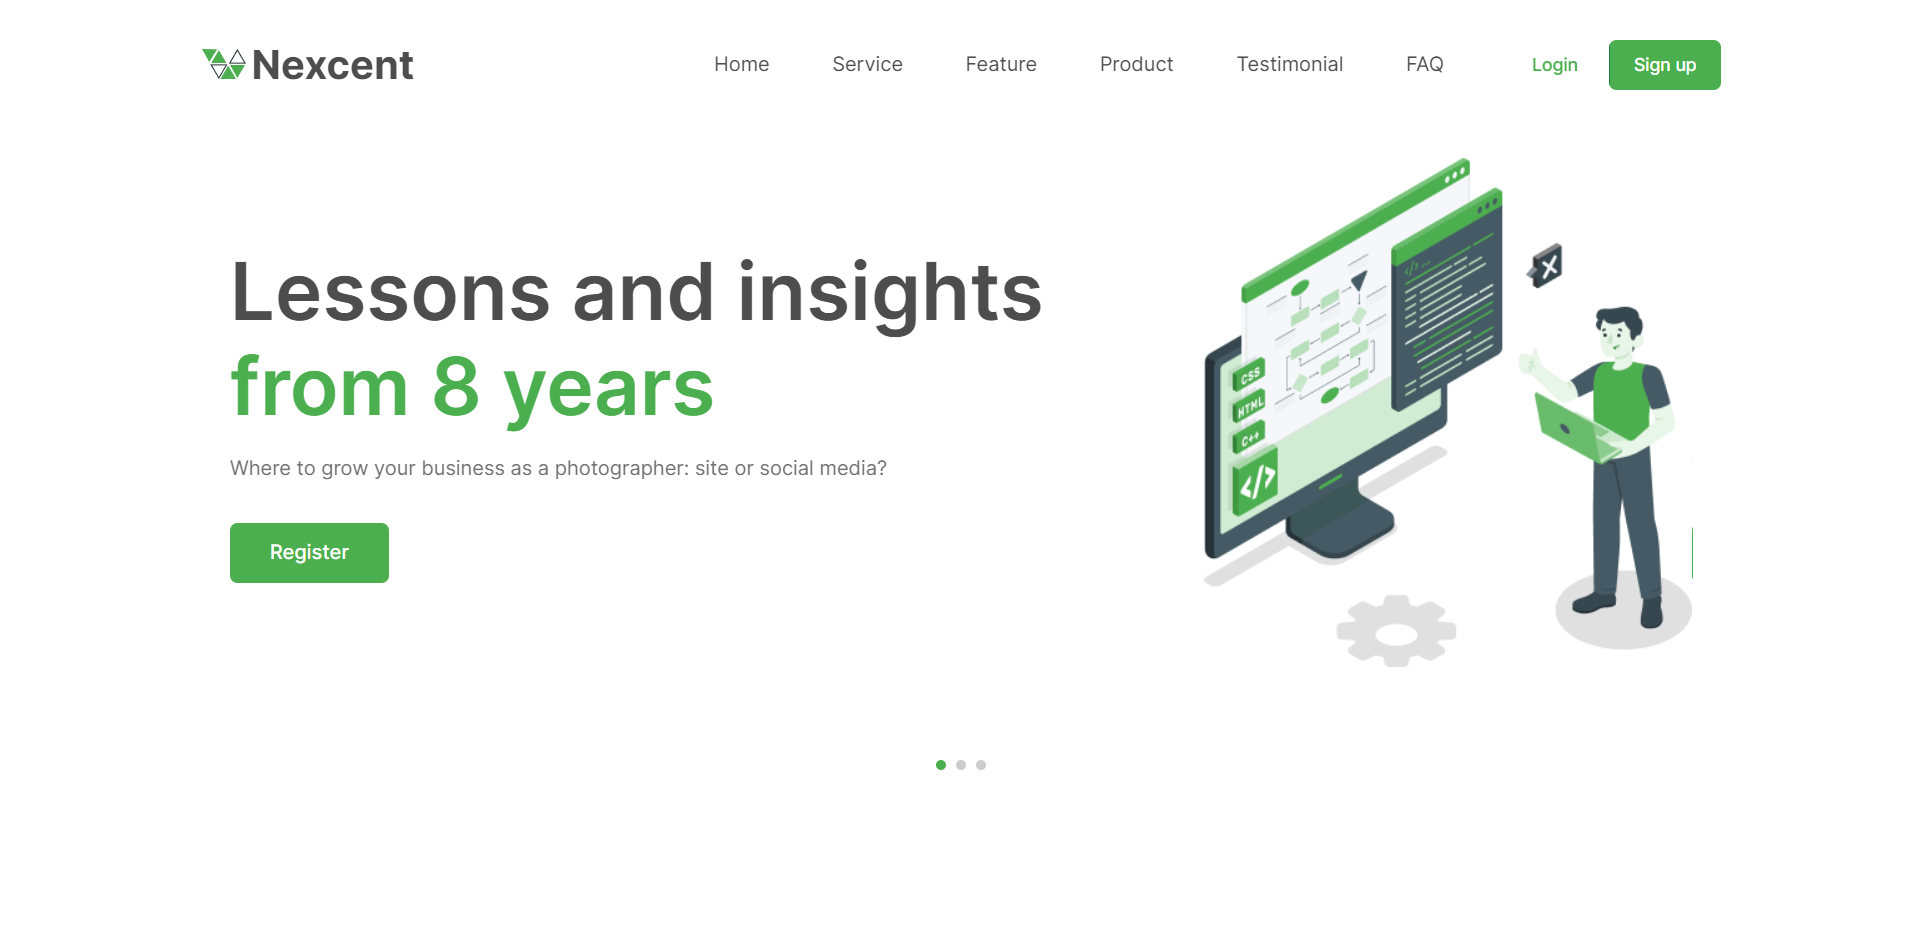 Nexcent
Home Service Feature Product Testimonial FAQ Login Sign up
Lessons and insights
from 8 years
Where to grow your business as a photographer: site or social media?
Register
</> ...
CSS
HTML
C++
</>
X